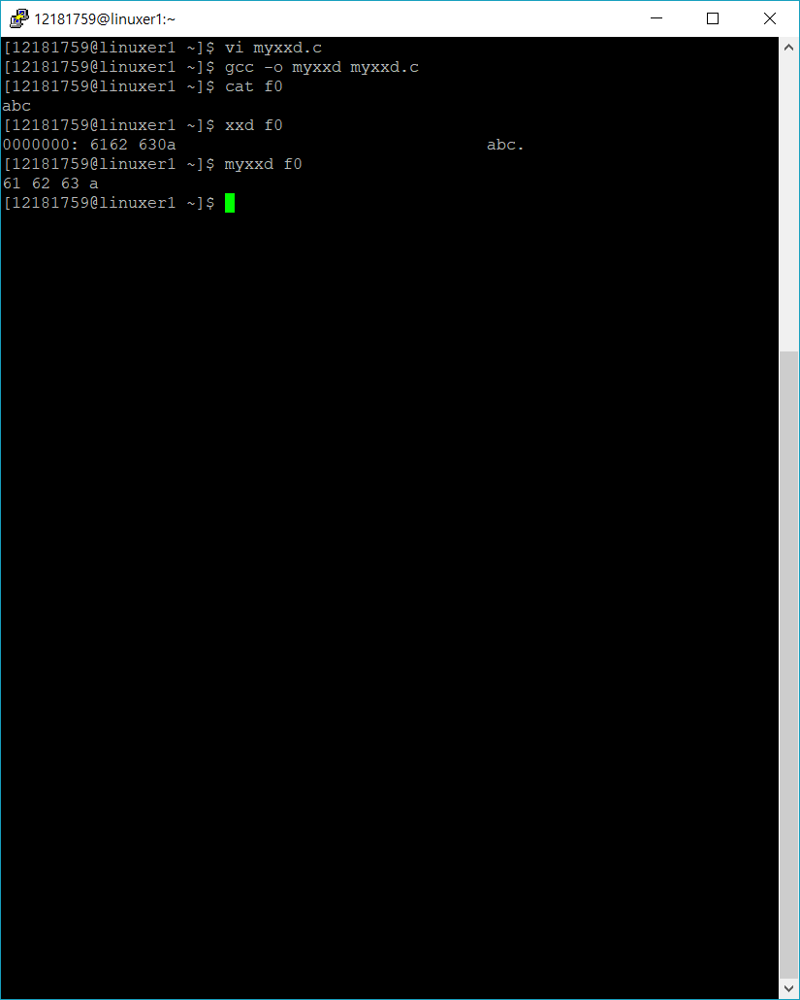 12181759@linuxer1:~
[12181759@linuxer1 ~]$ vi myxxd.c
[12181759@linuxer1 ~]$ gcc -o myxxd myxxd.c
[12181759@linuxer1 ~]$ cat f0
abc
[12181759@linuxer1 ~]$ xxd f0
0000000: 6162 630a                                abc.
[12181759@linuxer1 ~]$ myxxd f0
61 62 63 a
[12181759@linuxer1 ~]$